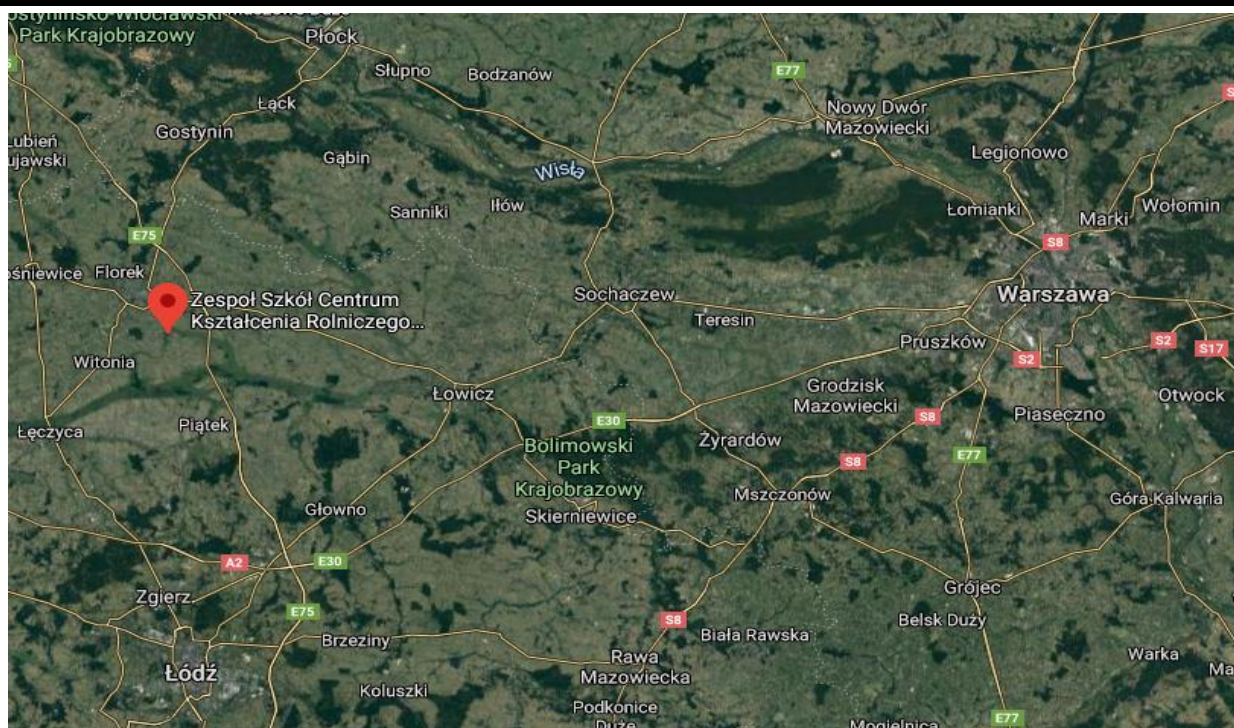 Park Krajobrazowy
Płock
Słupno
Bodzanów
E77
Łąck
Nowy Dwór
Mazowiecki
Gostynin
Gąbin
Legionowo
Wisła
Sanniki
Iłów
Łomianki
Marki
Wołomin
E75
S8
Florek
Zespoł Szkół Centrum
Kształcenia Rolniczego...
Sochaczew
Teresin
Warszawa
Pruszków
S2
S2
S17
Witonia
Łowicz
Grodzisk
Mazowiecki
S8
Otwock
Piaseczno
Łęczyca
Piątek
E30
Bolimowski
Park
Krajobrazowy
Żyrardów
S8
E77
Mszczonów
Góra Kalwaria
Głowno
Skierniewice
A2
E30
Zgierz
E75
Grójec
Brzeziny
S8
Biała Rawska
Belsk Duży
Łódź
Koluszki
Rawa
Mazowiecka
Warka
Podkonice
E77